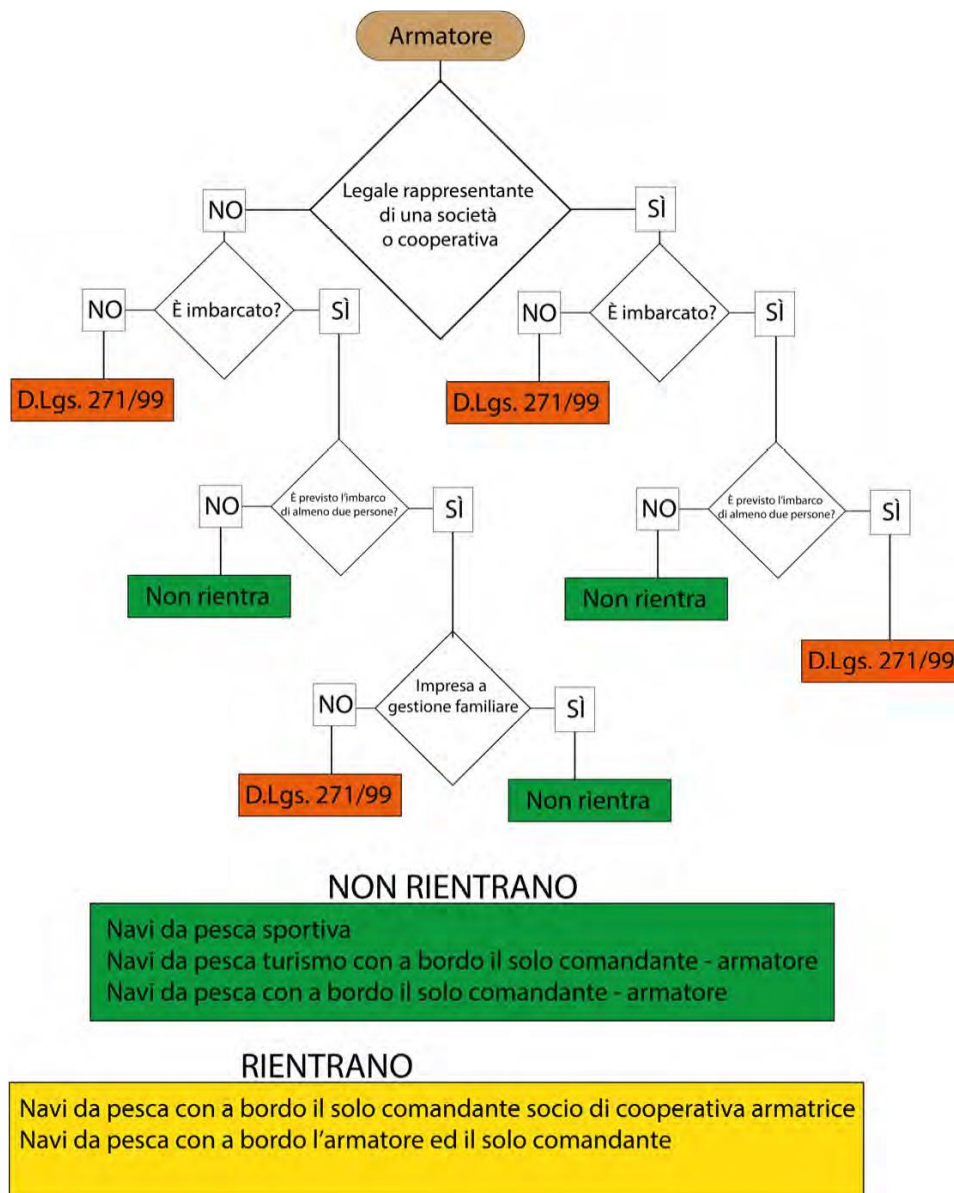 Armatore
Legale rappresentante
di una società
o cooperativa
NO
SÌ
È imbarcato?
NO
SÌ
È imbarcato?
NO
SÌ
D.Lgs. 271/99
D.Lgs. 271/99
È previsto l'imbarco
di almeno due persone?
NO
SÌ
È previsto l'imbarco
di almeno due persone?
NO
SÌ
Non rientra
Non rientra
D.Lgs. 271/99
Impresa a
gestione familiare
NO
SÌ
D.Lgs. 271/99
Non rientra
NON RIENTRANO
Navi da pesca sportiva
Navi da pesca turismo con a bordo il solo comandante - armatore
Navi da pesca con a bordo il solo comandante - armatore
RIENTRANO
Navi da pesca con a bordo il solo comandante socio di cooperativa armatrice
Navi da pesca con a bordo l'armatore ed il solo comandante